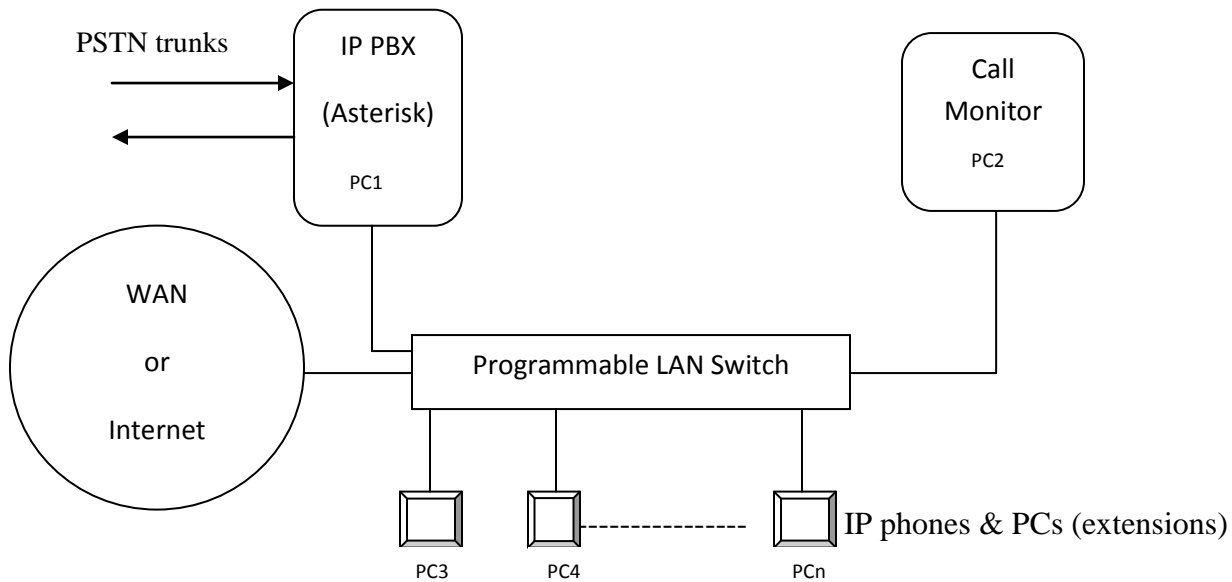 PSTN trunks
IP PBX
(Asterisk)
PC1
Call
Monitor
PC2
WAN
or
Internet
Programmable LAN Switch
IP phones & PCs (extensions)
PC3
PC4
PCn